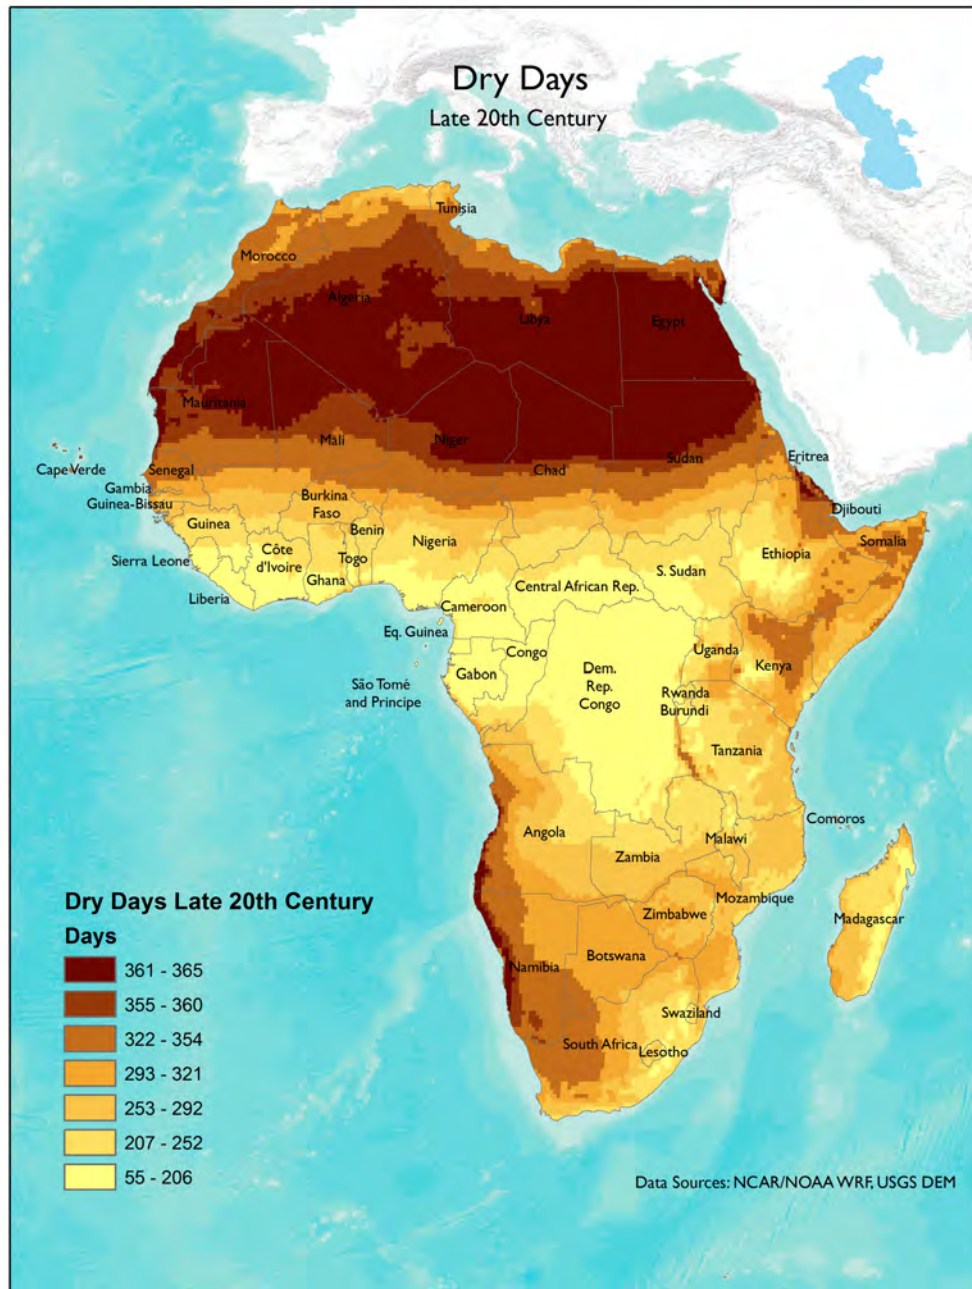 Dry Days
Late 20th Century
Tunisia
Morocco
Algeria
Libya
Egypt
Mauritania
Mali
Niger
Chad
Sudan
Eritrea
Cape Verde
Senegal
Gambia
Guinea-Bissau
Guinea
Burkina
Faso
Benin
Nigeria
Djibouti
Somalia
Ethiopia
Sierra Leone
Côte
d'Ivoire
Togo
Ghana
Liberia
Central African Rep.
S. Sudan
Cameroon
Eq. Guinea
Congo
Gabon
São Tomé
and Principe
Dem.
Rep.
Congo
Uganda
Kenya
Rwanda
Burundi
Tanzania
Comoros
Angola
Malawi
Zambia
Mozambique
Zimbabwe
Madagascar
Botswana
Namibia
Swaziland
South Africa
Lesotho
Dry Days Late 20th Century
Days
361 - 365
355 - 360
322 - 354
293 - 321
253 - 292
207 - 252
55 - 206
Data Sources: NCAR/NOAA WRF, USGS DEM